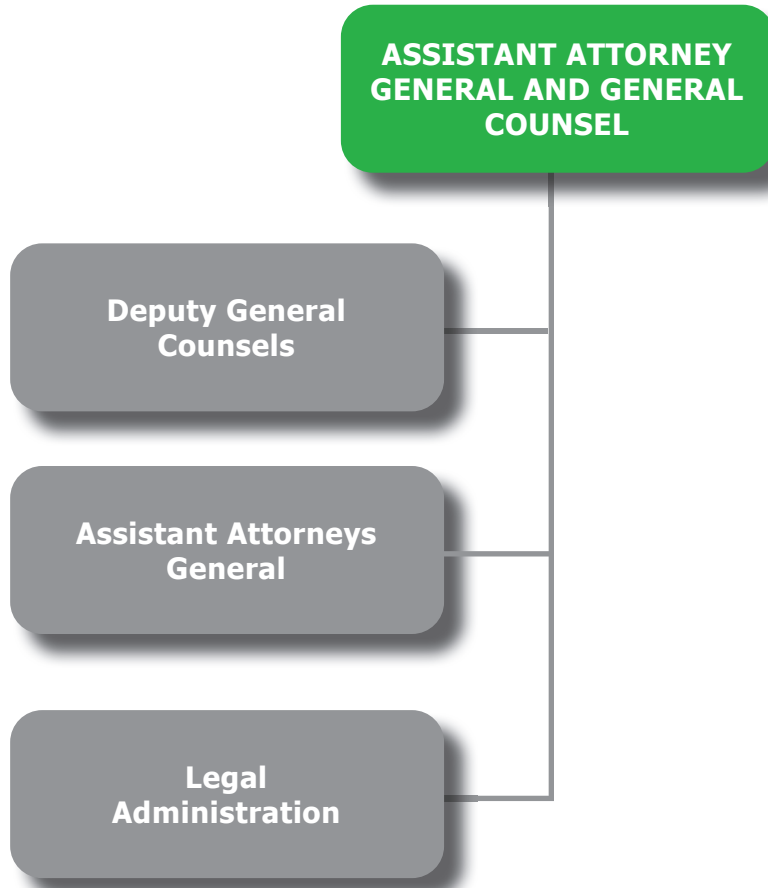 ASSISTANT ATTORNEY
GENERAL AND GENERAL
COUNSEL
Deputy General
Counsels
Assistant Attorneys
General
Legal
Administration